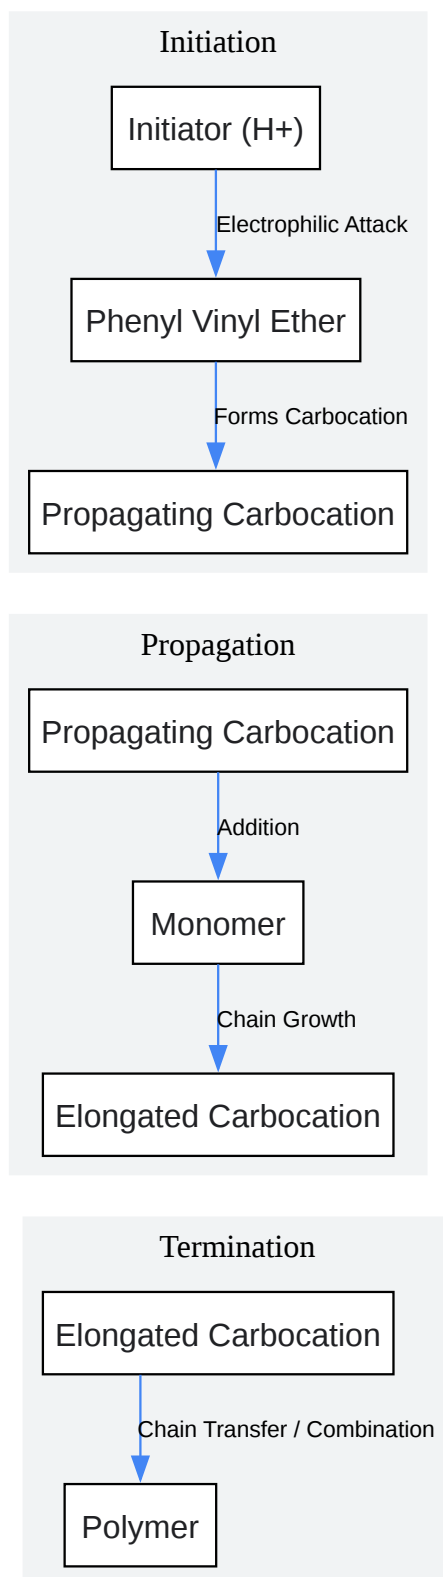 Initiation
Initiator (H+)
Electrophilic Attack
Phenyl Vinyl Ether
Forms Carbocation
Propagating Carbocation
Propagation
Propagating Carbocation
Addition
Monomer
Chain Growth
Elongated Carbocation
Termination
Elongated Carbocation
Chain Transfer / Combination
Polymer